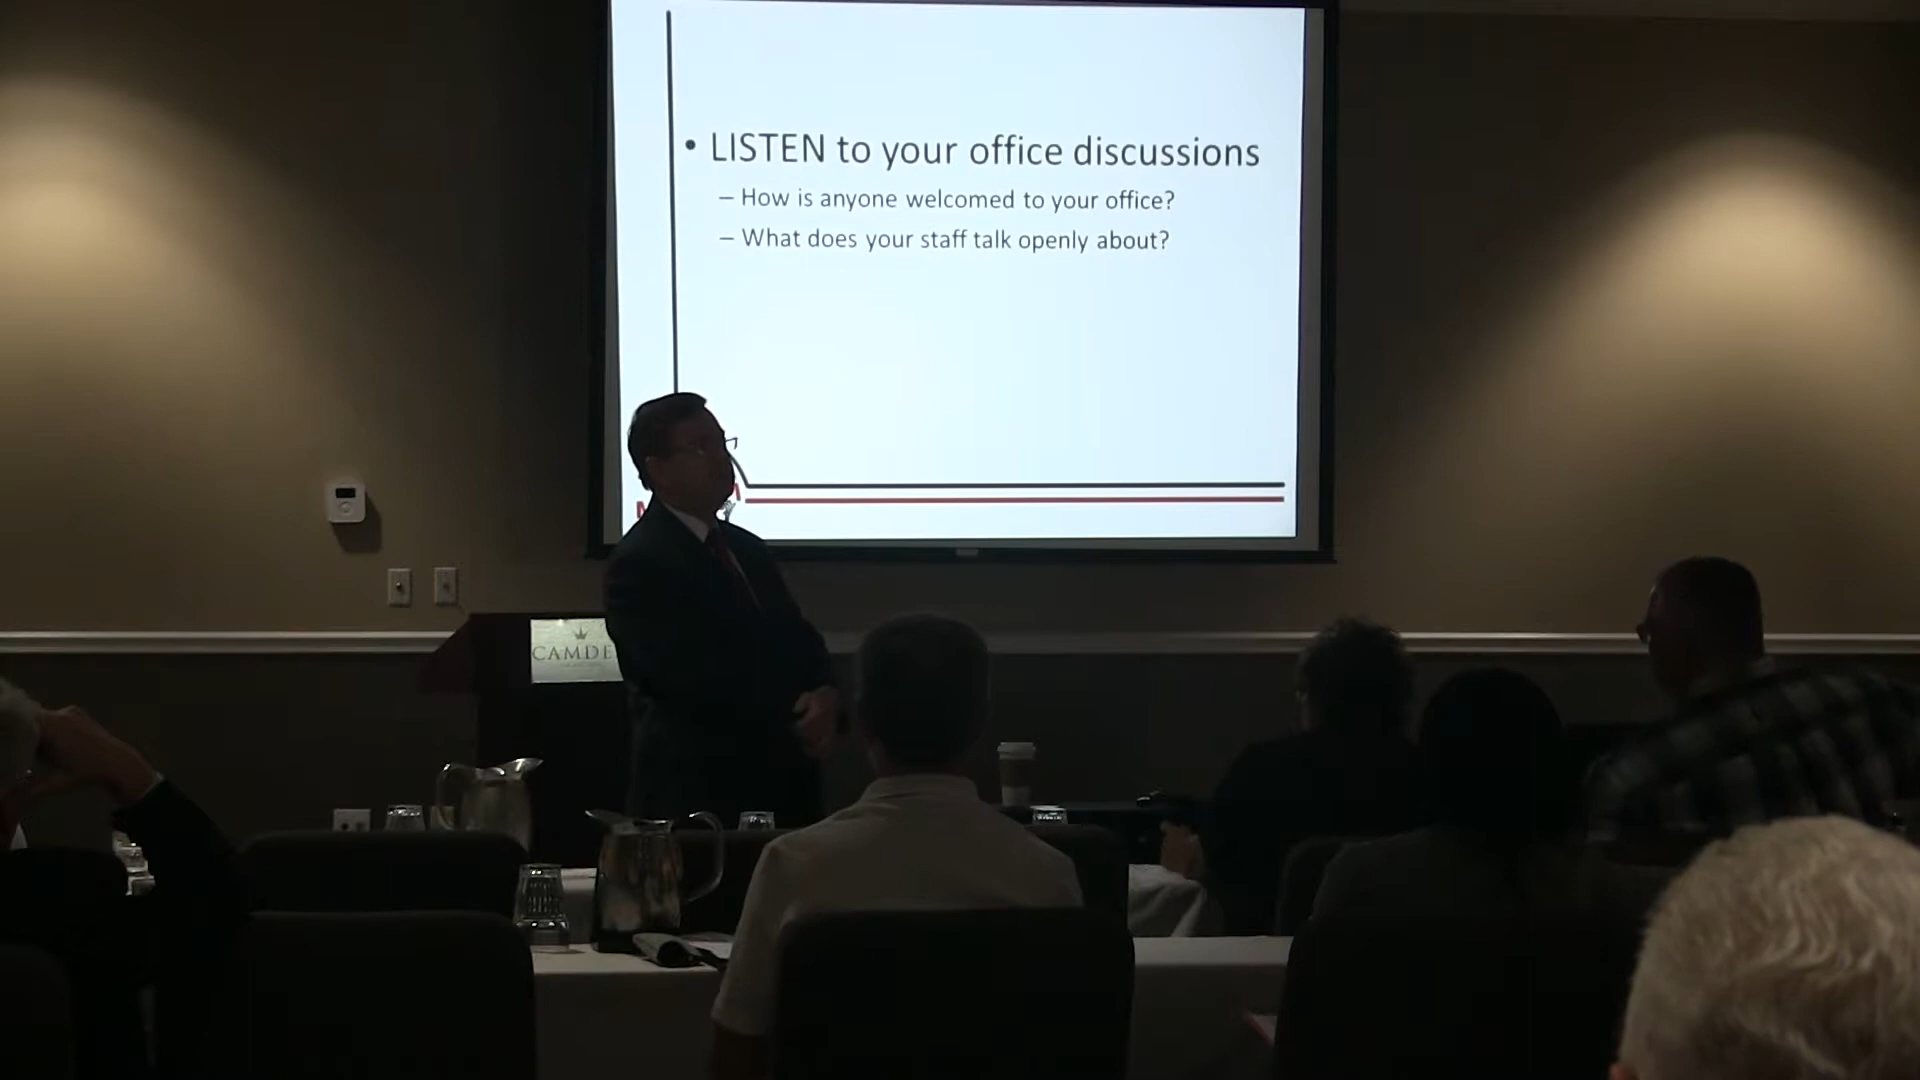 • LISTEN to your office discussions
– How is anyone welcomed to your office?
– What does your staff talk openly about?
CAMDE